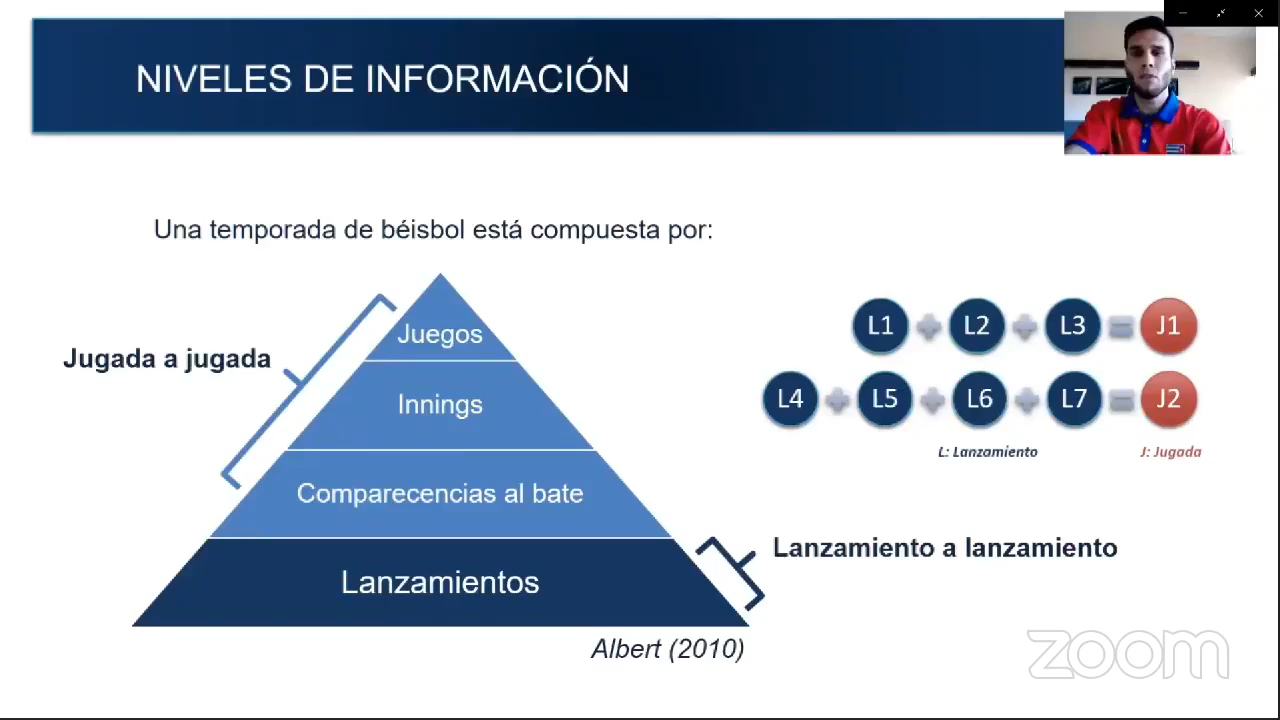 NIVELES DE INFORMACIÓN
Una temporada de béisbol está compuesta por:
Jugada a jugada
Juegos
Innings
Comparecencias al bate
Lanzamientos
L1 + L2 + L3 = J1
L4 + L5 + L6 + L7 = J2
L: Lanzamiento
J: Jugada
Lanzamiento a lanzamiento
Albert (2010)
zoom